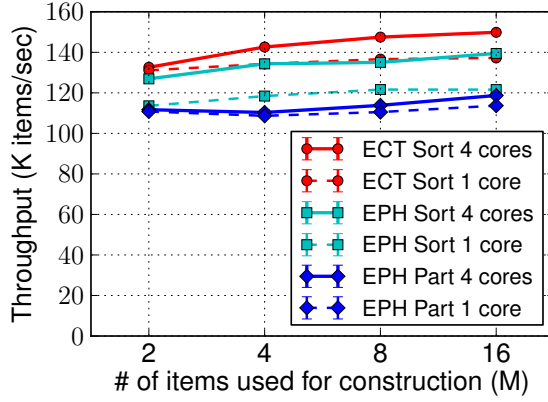 Throughput (K items/sec)
160
140
120
100
80
60
40
20
0
ECT Sort 4 cores
ECT Sort 1 core
EPH Sort 4 cores
EPH Sort 1 core
EPH Part 4 cores
EPH Part 1 core
2 4 8 16
# of items used for construction (M)